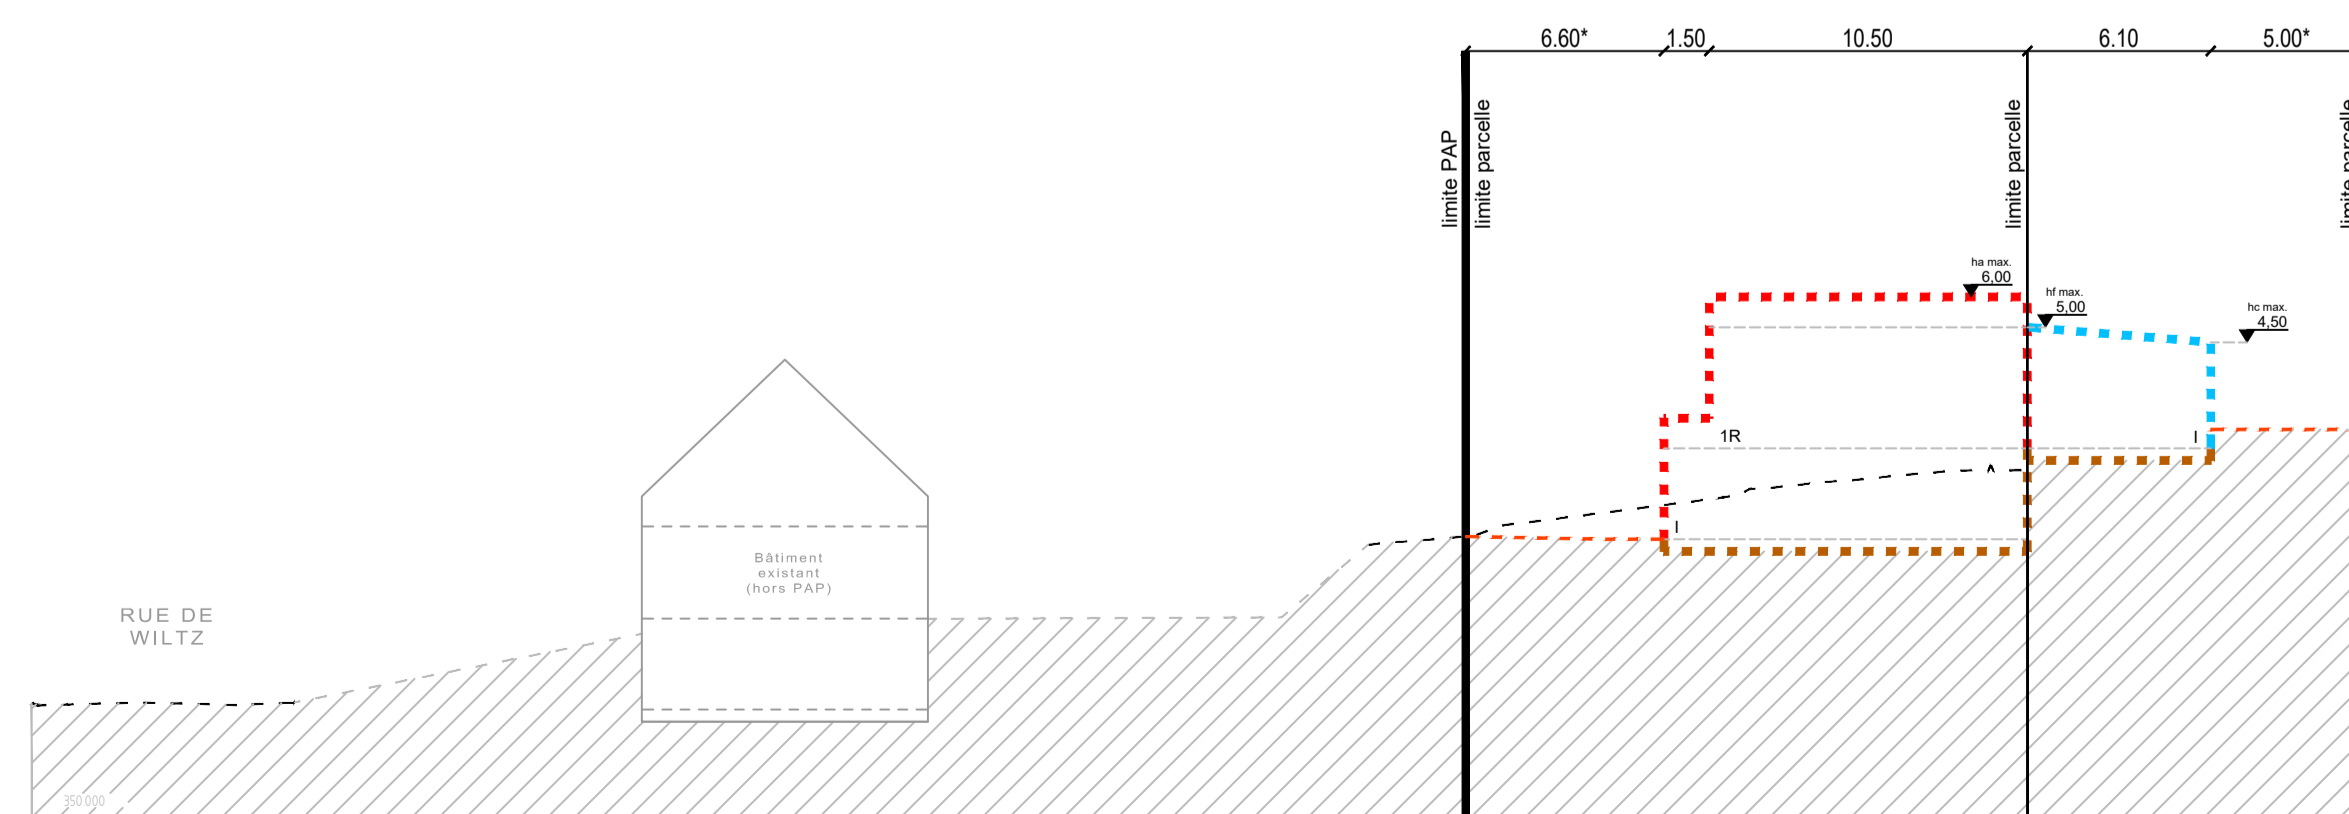 6.60*
1.50
10.50
6.10
5.00*
limite PAP
limite parcelle
limite parcelle
limite parcelle
ha max.
6,00
hf max.
5,00
hc max.
4,50
1R
I
I
Bâtiment
existant
(hors PAP)
RUE DE
WILTZ
350.000